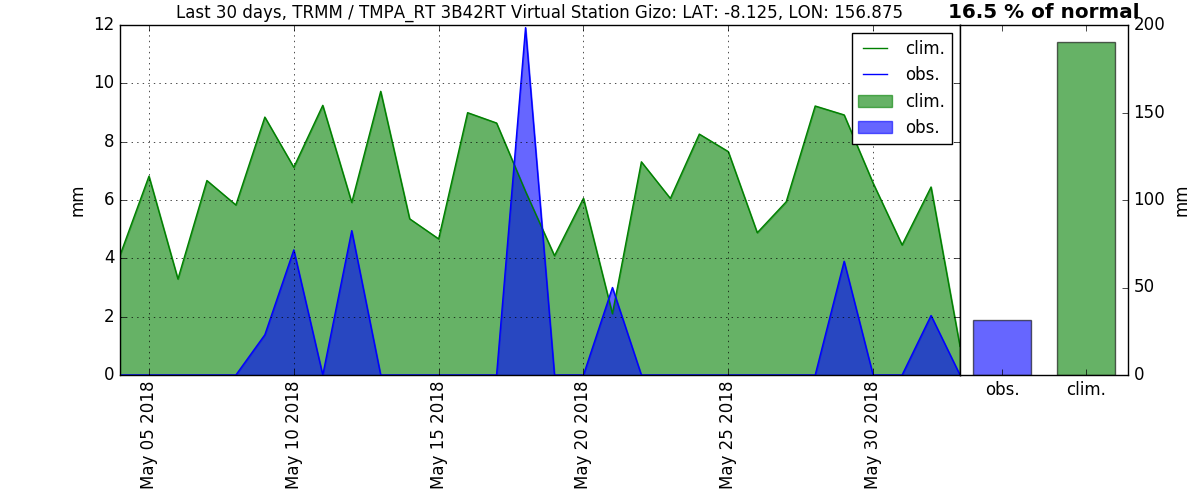 Last 30 days, TRMM / TMPA_RT 3B42RT Virtual Station Gizo: LAT: -8.125, LON: 156.875
16.5 % of normal
12
10
8
6
4
2
0
mm
clim.
obs.
clim.
obs.
May 05 2018
May 10 2018
May 15 2018
May 20 2018
May 25 2018
May 30 2018
200
150
100
50
0
mm
obs.
clim.